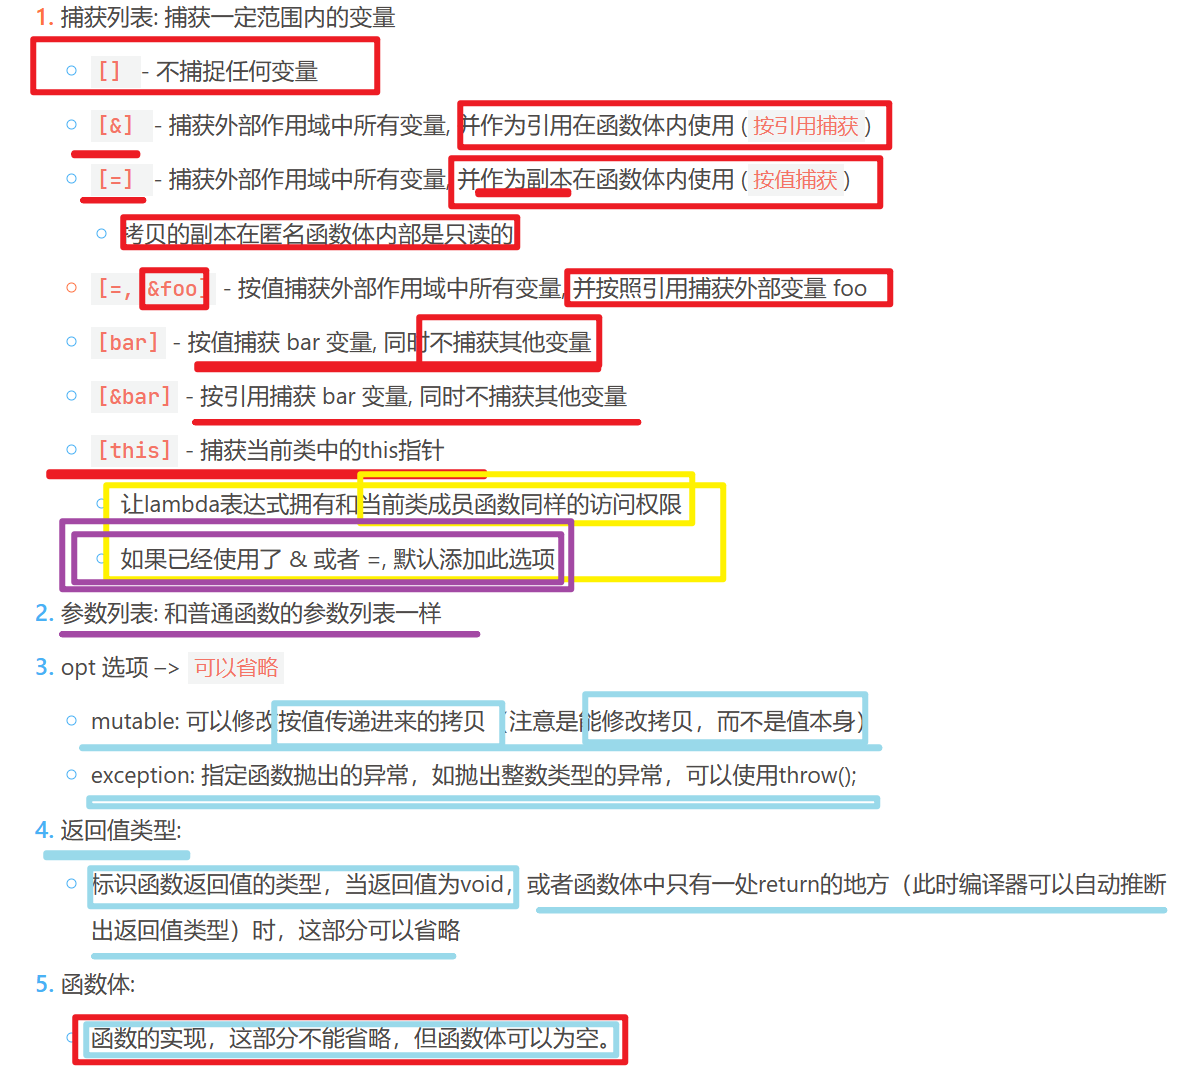 1. 捕获列表: 捕获一定范围内的变量
[] - 不捕捉任何变量
[&] - 捕获外部作用域中所有变量, 并作为引用在函数体内使用 (按引用捕获)
[=] - 捕获外部作用域中所有变量, 并作为副本在函数体内使用 (按值捕获)
拷贝的副本在匿名函数体内部是只读的
[=, &foo] - 按值捕获外部作用域中所有变量, 并按照引用捕获外部变量 foo
[bar] - 按值捕获 bar 变量, 同时不捕获其他变量
[&bar] - 按引用捕获 bar 变量, 同时不捕获其他变量
[this] - 捕获当前类中的this指针
让lambda表达式拥有和当前类成员函数同样的访问权限
如果已经使用了 & 或者 =, 默认添加此选项
2. 参数列表: 和普通函数的参数列表一样
3. opt 选项 –> 可以省略
mutable: 可以修改按值传递进来的拷贝（注意是能修改拷贝，而不是值本身）
exception: 指定函数抛出的异常，如抛出整数类型的异常，可以使用throw();
4. 返回值类型:
标识函数返回值的类型，当返回值为void，或者函数体中只有一处return的地方（此时编译器可以自动推断
出返回值类型）时，这部分可以省略
5. 函数体:
函数的实现，这部分不能省略，但函数体可以为空。